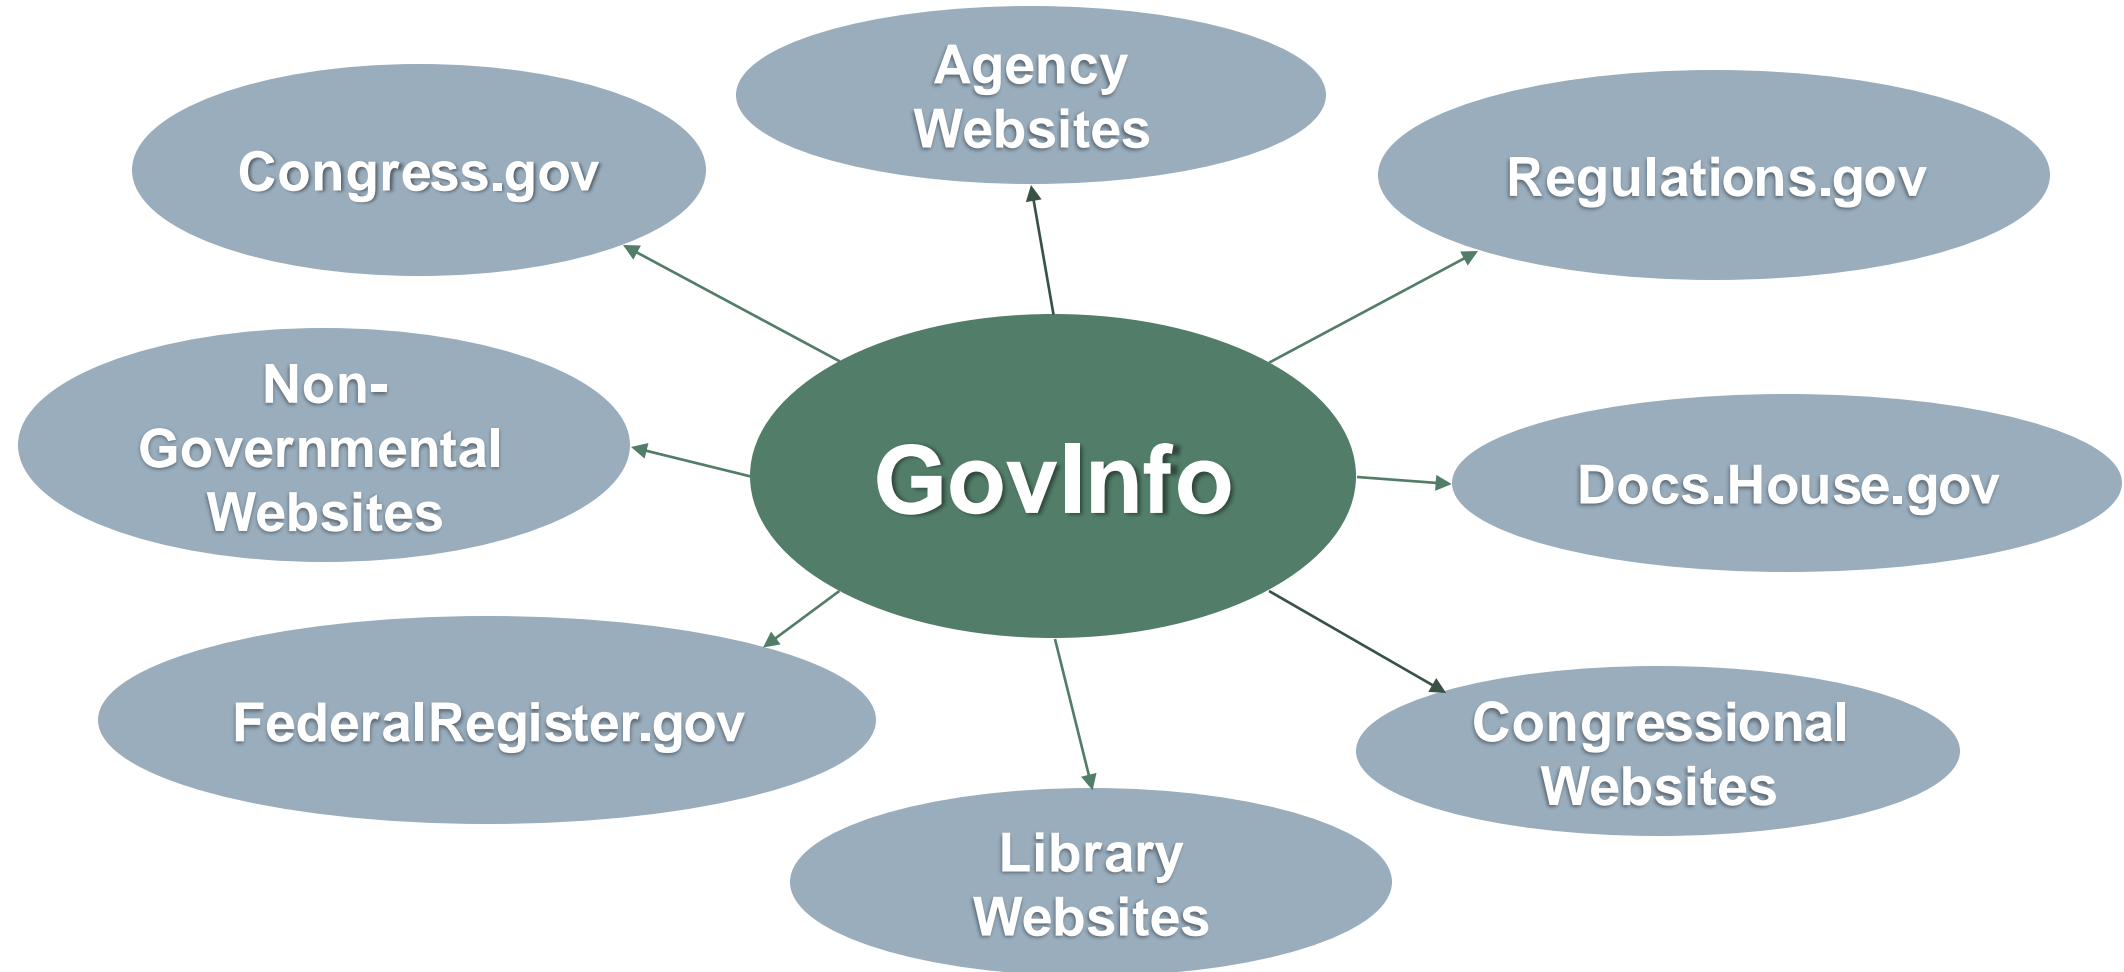 Agency
Websites
Congress.gov
Regulations.gov
Non-
Governmental
Websites
GovInfo
Docs.House.gov
FederalRegister.gov
Congressional
Websites
Library
Websites